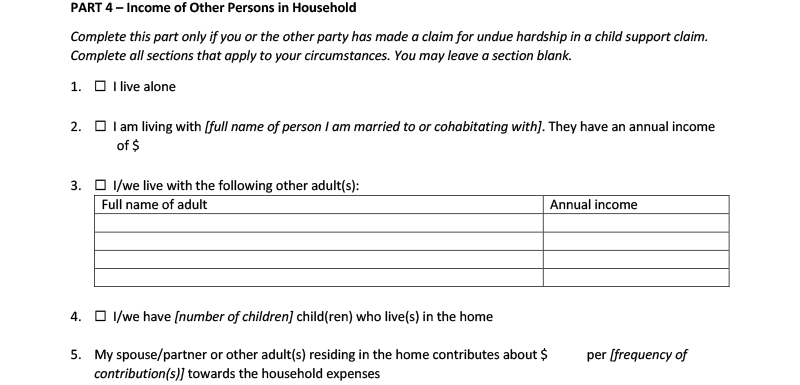 PART 4 – Income of Other Persons in Household
Complete this part only if you or the other party has made a claim for undue hardship in a child support claim.
Complete all sections that apply to your circumstances. You may leave a section blank.
1. ☐ I live alone
2. ☐ I am living with [full name of person I am married to or cohabitating with]. They have an annual income
of $
3. ☐ I/we live with the following other adult(s):
Full name of adult Annual income
4. ☐ I/we have [number of children] child(ren) who live(s) in the home
5. My spouse/partner or other adult(s) residing in the home contributes about $ per [frequency of
contribution(s)] towards the household expenses